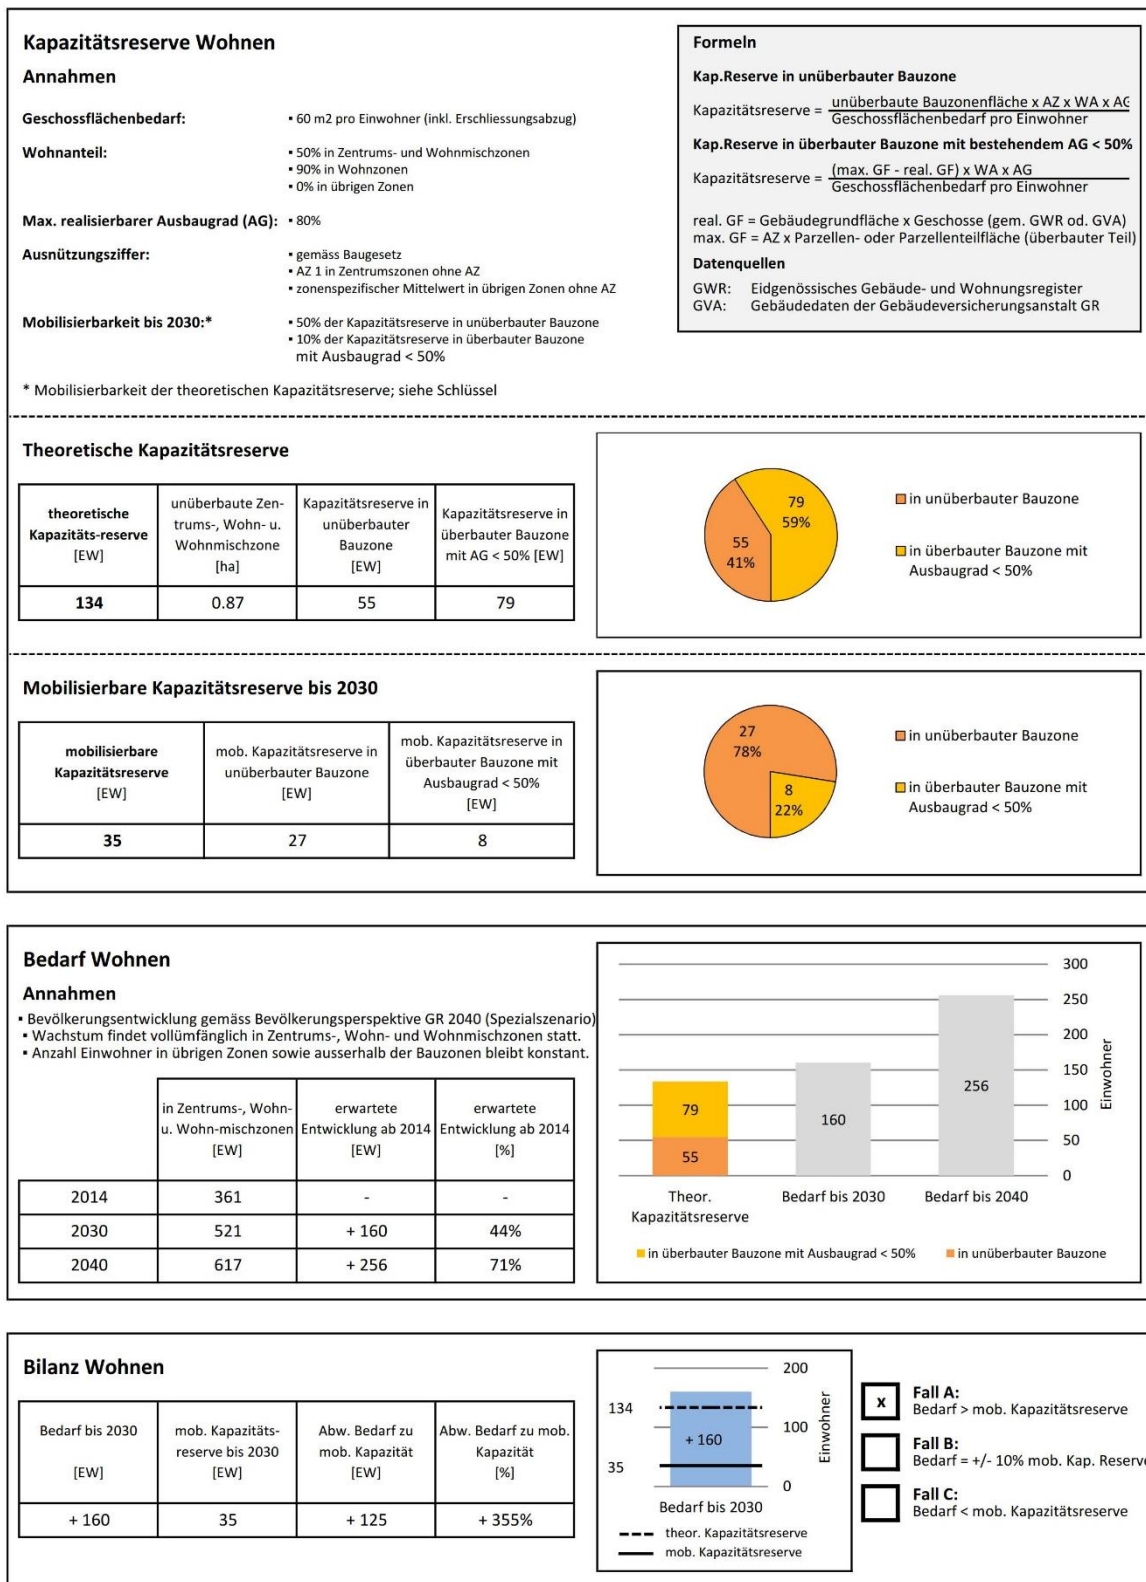 Kapazitätsreserve Wohnen
Annahmen
Geschossflächenbedarf: ▪ 60 m2 pro Einwohner (inkl. Erschliessungsabzug)
Wohnanteil: ▪ 50% in Zentrums- und Wohnmischzonen
▪ 90% in Wohnzonen
▪ 0% in übrigen Zonen
Max. realisierbarer Ausbaugrad (AG): ▪ 80%
Ausnützungsziffer: ▪ gemäss Baugesetz
▪ AZ 1 in Zentrumszonen ohne AZ
▪ zonenspezifischer Mittelwert in übrigen Zonen ohne AZ
Mobilisierbarkeit bis 2030:* ▪ 50% der Kapazitätsreserve in unüberbauter Bauzone
▪ 10% der Kapazitätsreserve in überbauter Bauzone
mit Ausbaugrad < 50%
* Mobilisierbarkeit der theoretischen Kapazitätsreserve; siehe Schlüssel
Formeln
Kap.Reserve in unüberbauter Bauzone
Kapazitätsreserve = unüberbaute Bauzonenfläche x AZ x WA x AG
Geschossflächenbedarf pro Einwohner
Kap.Reserve in überbauter Bauzone mit bestehendem AG < 50%
Kapazitätsreserve = (max. GF - real. GF) x WA x AG
Geschossflächenbedarf pro Einwohner
real. GF = Gebäudegrundfläche x Geschosse (gem. GWR od. GVA)
max. GF = AZ x Parzellen- oder Parzellenteilfläche (überbauter Teil)
Datenquellen
GWR: Eidgenössisches Gebäude- und Wohnungsregister
GVA: Gebäudedaten der Gebäudeversicherungsanstalt GR
Theoretische Kapazitätsreserve
theoretische
Kapazitäts-reserve
[EW]
unüberbaute Zen-
trums-, Wohn- u.
Wohnmischzone
[ha]
Kapazitätsreserve in
unüberbauter
Bauzone
[EW]
Kapazitätsreserve in
überbauter Bauzone
mit AG < 50% [EW]
134 0.87 55 79
79
59%
55
41%
in unüberbauter Bauzone
in überbauter Bauzone mit
Ausbaugrad < 50%
Mobilisierbare Kapazitätsreserve bis 2030
mobilisierbare
Kapazitätsreserve
[EW]
mob. Kapazitätsreserve in
unüberbauter Bauzone
[EW]
mob. Kapazitätsreserve in
überbauter Bauzone mit
Ausbaugrad < 50%
[EW]
35 27 8
27
78%
8
22%
in unüberbauter Bauzone
in überbauter Bauzone mit
Ausbaugrad < 50%
Bedarf Wohnen
Annahmen
▪ Bevölkerungsentwicklung gemäss Bevölkerungsperspektive GR 2040 (Spezialszenario)
▪ Wachstum findet vollümfänglich in Zentrums-, Wohn- und Wohnmischzonen statt.
▪ Anzahl Einwohner in übrigen Zonen sowie ausserhalb der Bauzonen bleibt konstant.
in Zentrums-, Wohn-
u. Wohn-mischzonen
[EW]
erwartete
Entwicklung ab 2014
[EW]
erwartete
Entwicklung ab 2014
[%]
2014 361 - -
2030 521 + 160 44%
2040 617 + 256 71%
300
250
200
150
100
50
0
Einwohner
79
55
160
256
Theor.
Kapazitätsreserve
Bedarf bis 2030
Bedarf bis 2040
in überbauter Bauzone mit Ausbaugrad < 50% in unüberbauter Bauzone
Bilanz Wohnen
Bedarf bis 2030
[EW]
mob. Kapazitäts-
reserve bis 2030
[EW]
Abw. Bedarf zu
mob. Kapazität
[EW]
Abw. Bedarf zu mob.
Kapazität
[%]
+ 160 35 + 125 + 355%
200
100
0
Einwohner
134
35
+ 160
Bedarf bis 2030
theor. Kapazitätsreserve
mob. Kapazitätsreserve
x Fall A:
Bedarf > mob. Kapazitätsreserve
Fall B:
Bedarf = +/- 10% mob. Kap. Reserve
Fall C:
Bedarf < mob. Kapazitätsreserve